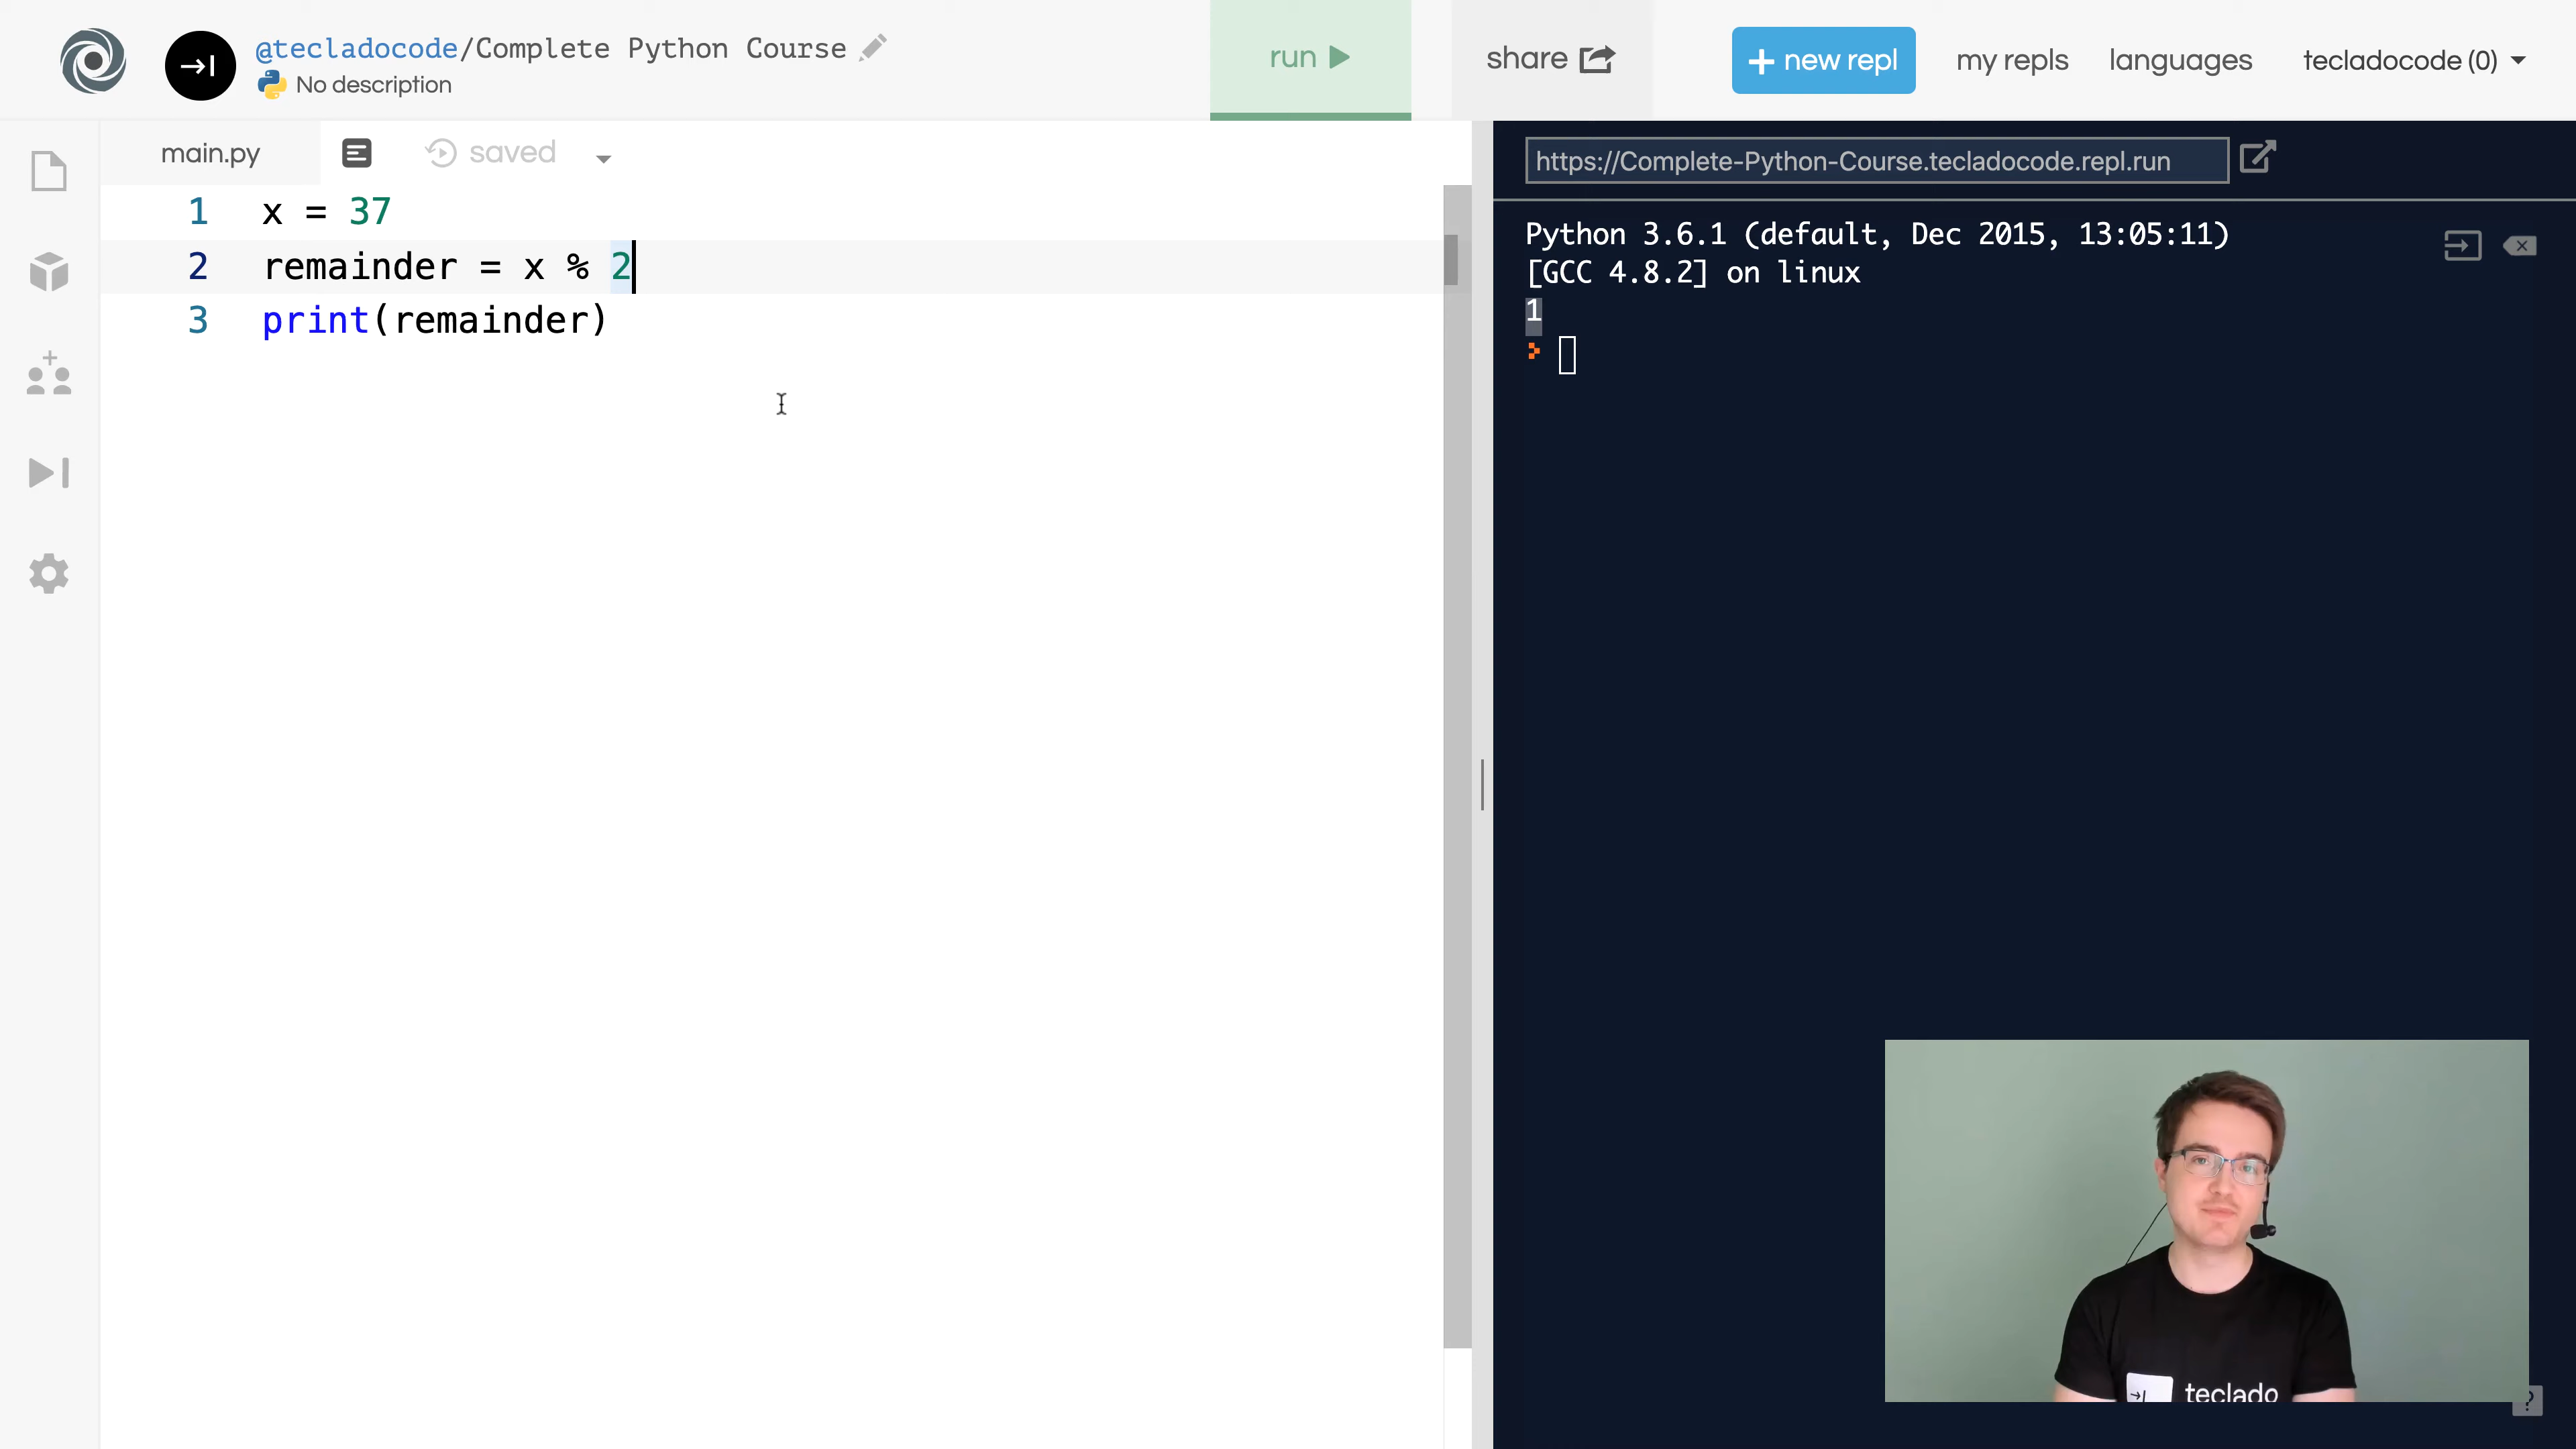 @tecladocode/Complete Python Course
No description
run
share
+ new repl
my repls
languages
tecladocode (0)
main.py
saved
1 x = 37
2 remainder = x % 2
3 print(remainder)
https://Complete-Python-Course.tecladocode.repl.run
Python 3.6.1 (default, Dec 2015, 13:05:11)
[GCC 4.8.2] on linux
1
teclado
?